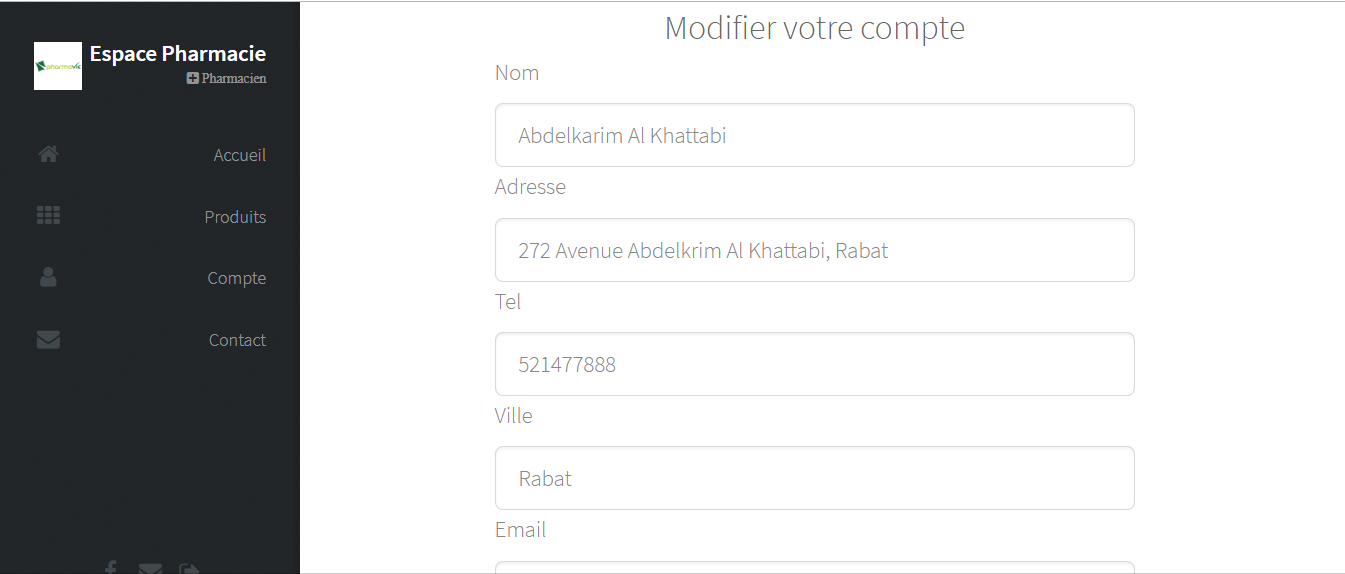 pharmavic
Espace Pharmacie
Pharmacien
Accueil
Produits
Compte
Contact
Modifier votre compte
Nom
Abdelkarim Al Khattabi
Adresse
272 Avenue Abdelkrim Al Khattabi, Rabat
Tel
521477888
Ville
Rabat
Email